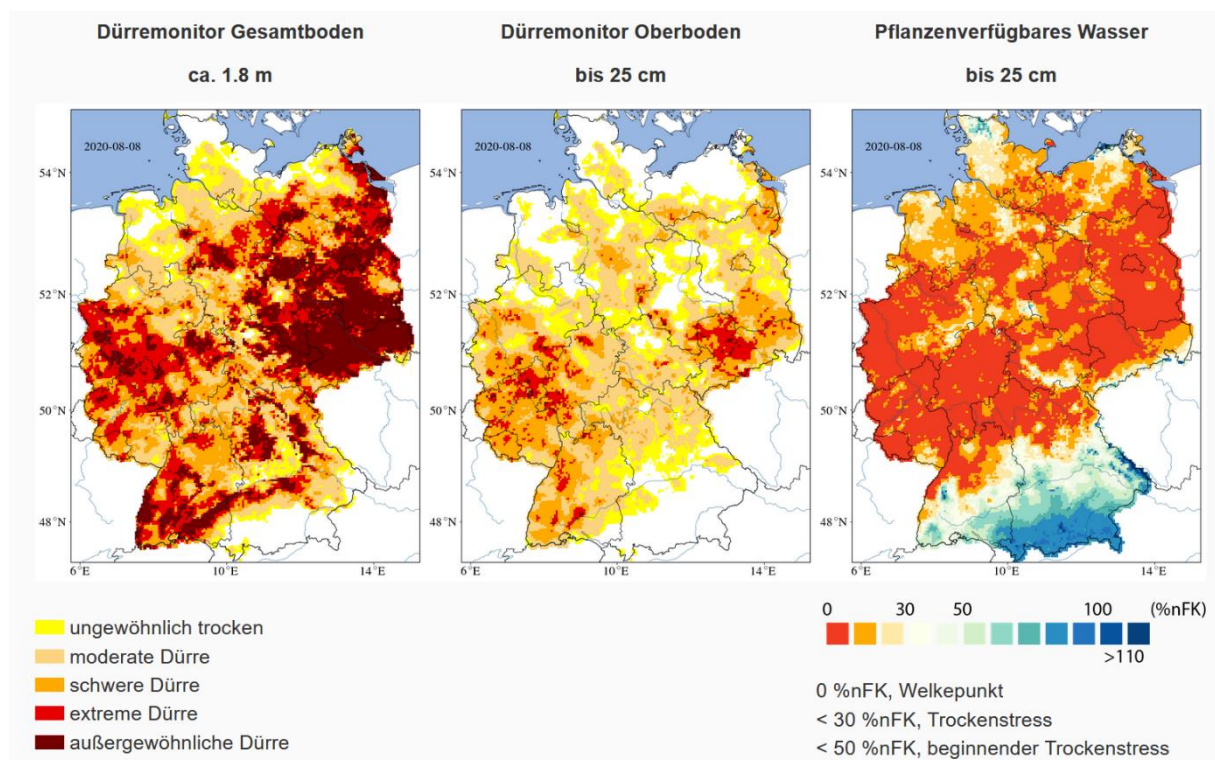 Dürremonitor Gesamtboden
ca. 1.8 m
Dürremonitor Oberboden
bis 25 cm
Pflanzenverfügbares Wasser
bis 25 cm
2020-08-08
54°N
52°N
50°N
48°N
6°E
10°E
14°E
2020-08-08
54°N
52°N
50°N
48°N
6°E
10°E
14°E
2020-08-08
54°N
52°N
50°N
48°N
6°E
10°E
14°E
ungewöhnlich trocken
moderate Dürre
schwere Dürre
extreme Dürre
außergewöhnliche Dürre
0 30 50 100 (%nFK)
>110
0 %nFK, Welkepunkt
< 30 %nFK, Trockenstress
< 50 %nFK, beginnender Trockenstress